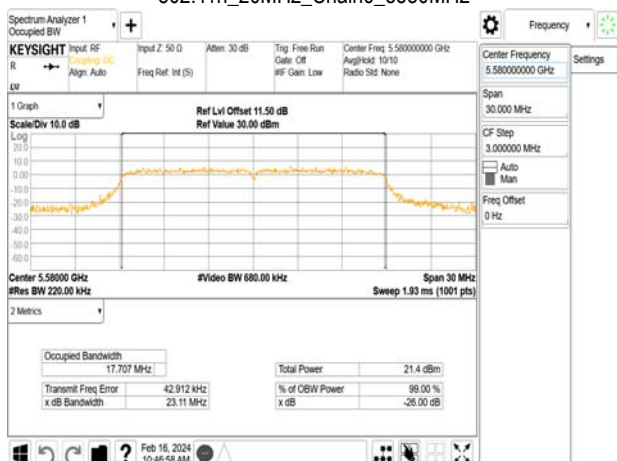 Spectrum Analyzer 1
Occupied BW
Frequency
KEYSIGHT
R
Input: RF
Coupling: DC
Align: Auto
Input Z: 50 Ω
Freq Ref: Int (S)
Atten: 30 dB
Trig: Free Run
Gate: Off
#IF Gain: Low
Center Freq: 5.580000000 GHz
Avg|Hold: 10/10
Radio Std: None
Center Frequency
5.580000000 GHz
Settings
Span
30.000 MHz
CF Step
3.000000 MHz
Auto
Man
Freq Offset
0 Hz
1 Graph
Scale/Div 10.0 dB
Ref Lvl Offset 11.50 dB
Ref Value 30.00 dBm
Log
20.0
10.0
0.00
-10.0
-20.0
-30.0
-40.0
-50.0
-60.0
Center 5.58000 GHz
#Video BW 680.00 kHz
Span 30 MHz
#Res BW 220.00 kHz
Sweep 1.93 ms (1001 pts)
2 Metrics
Occupied Bandwidth
17.707 MHz
Total Power
21.4 dBm
Transmit Freq Error
42.912 kHz
% of OBW Power
99.00 %
x dB Bandwidth
23.11 MHz
x dB
-26.00 dB
Feb 16, 2024
10:46:58 AM